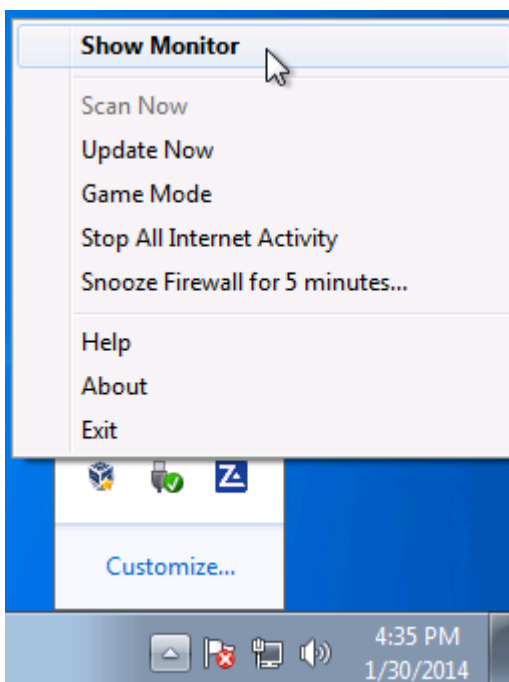 Show Monitor
Scan Now
Update Now
Game Mode
Stop All Internet Activity
Snooze Firewall for 5 minutes...
Help
About
Exit
Z
Customize...
4:35 PM
1/30/2014